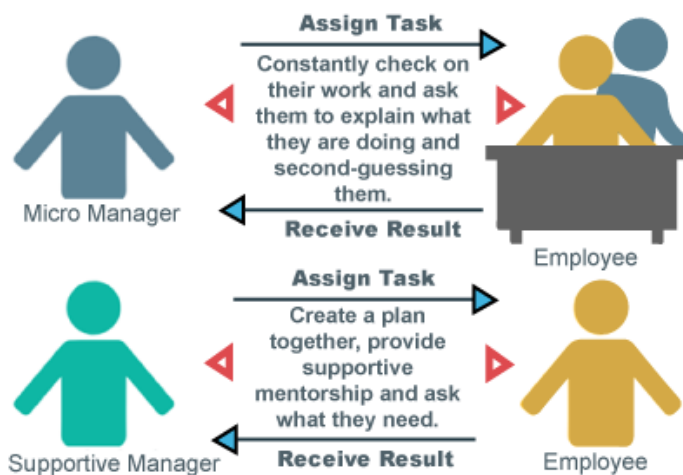 Assign Task
Constantly check on
their work and ask
them to explain what
they are doing and
second-guessing
them.
Micro Manager
Receive Result
Employee
Assign Task
Create a plan
together, provide
supportive
mentorship and ask
what they need.
Supportive Manager
Receive Result
Employee